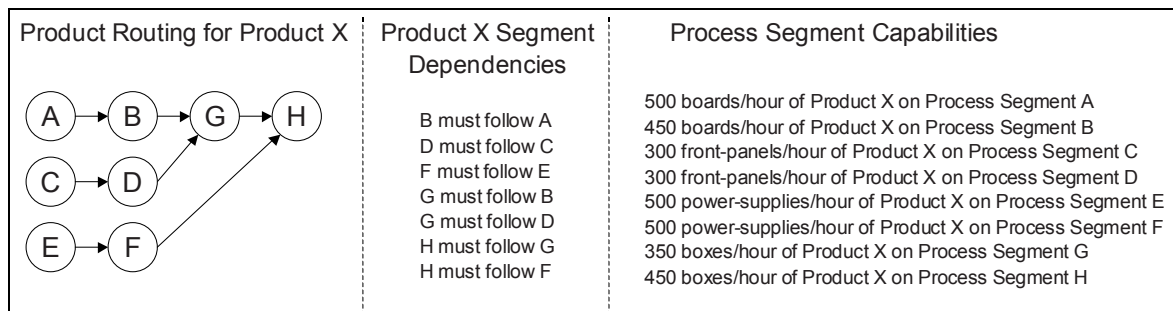 Product Routing for Product X
A
B
G
H
C
D
E
F
Product X Segment
Dependencies
B must follow A
D must follow C
F must follow E
G must follow B
G must follow D
H must follow G
H must follow F
Process Segment Capabilities
500 boards/hour of Product X on Process Segment A
450 boards/hour of Product X on Process Segment B
300 front-panels/hour of Product X on Process Segment C
300 front-panels/hour of Product X on Process Segment D
500 power-supplies/hour of Product X on Process Segment E
500 power-supplies/hour of Product X on Process Segment F
350 boxes/hour of Product X on Process Segment G
450 boxes/hour of Product X on Process Segment H